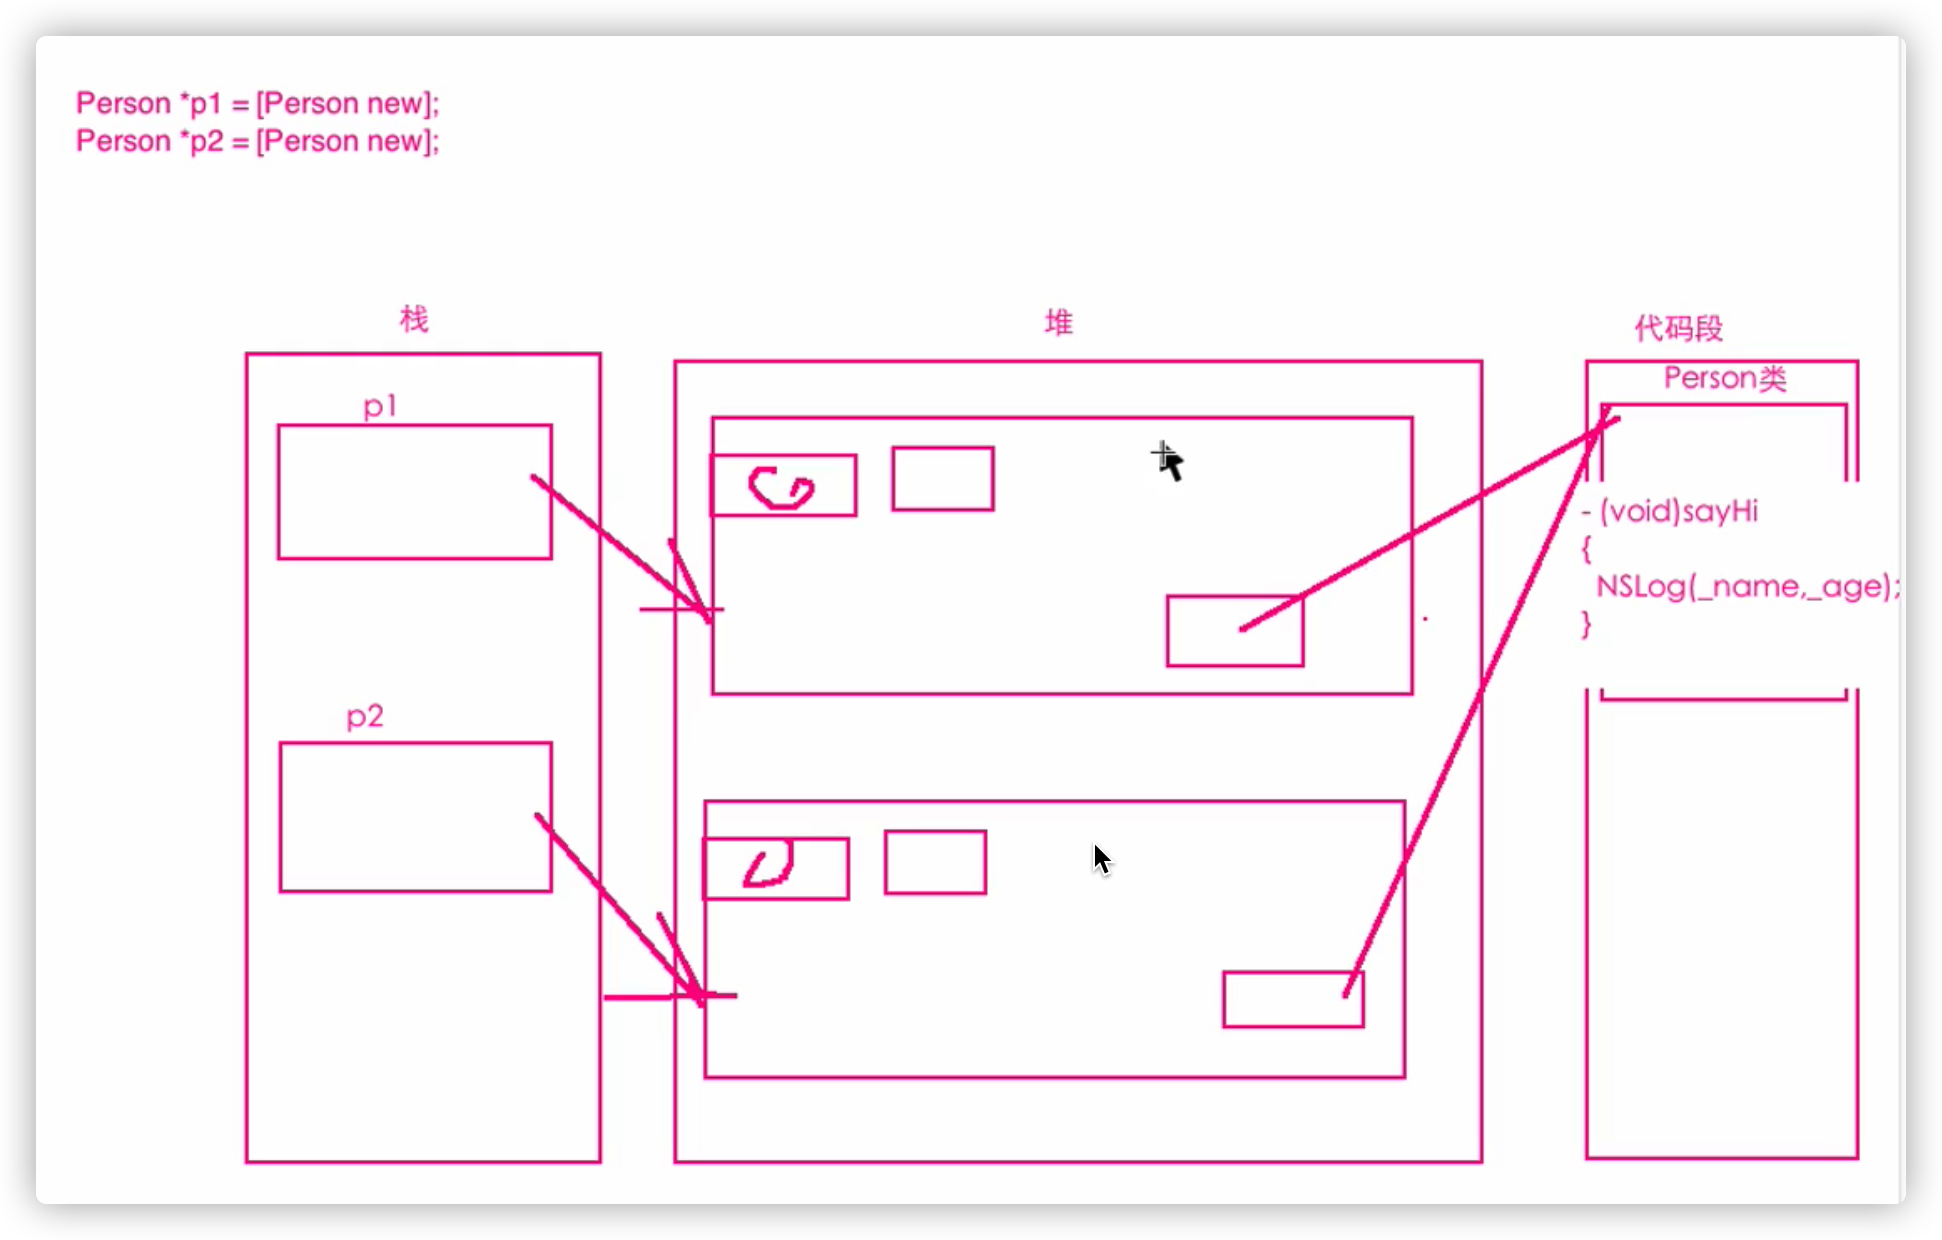 Person *p1 = [Person new];
Person *p2 = [Person new];
栈
堆
代码段
Person类
p1
- (void)sayHi
{
NSLog(_name,_age);
}
p2